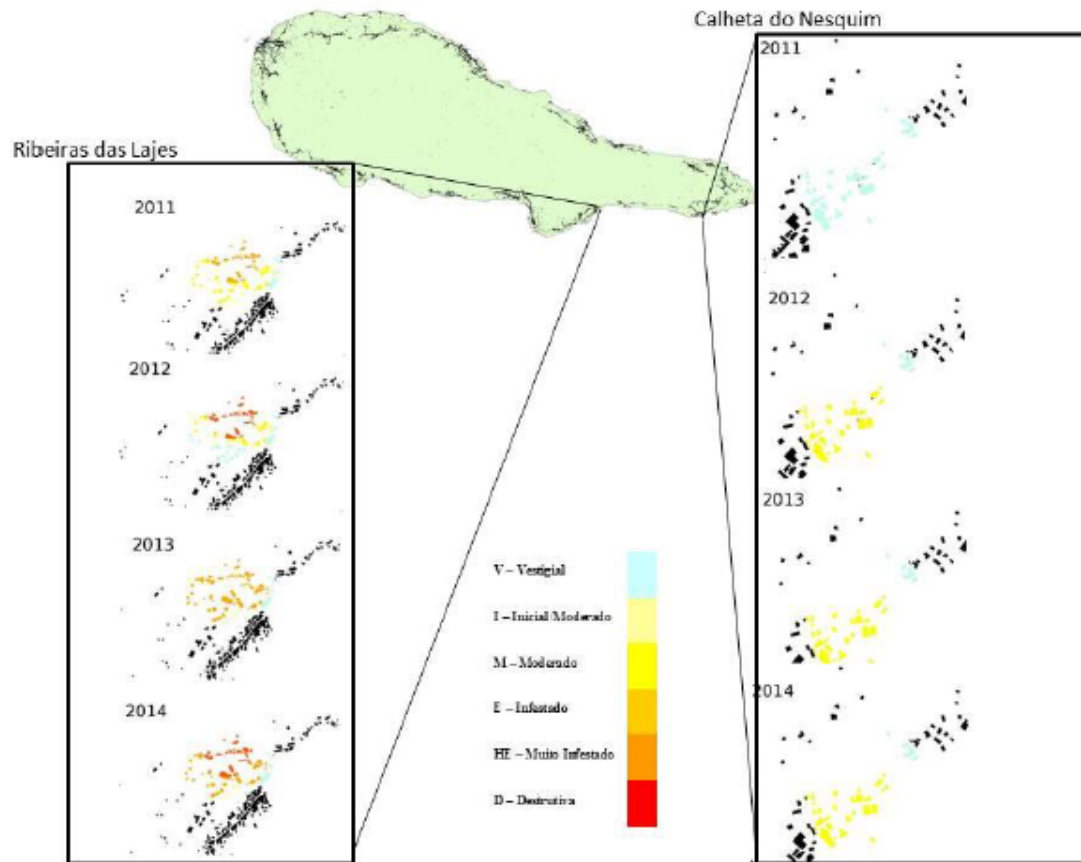 Calheta do Nesquim
2011
2012
2013
2014
Ribeiras das Lajes
2011
2012
2013
2014
V – Vestigial
I – Inicial/Moderado
M – Moderado
E – Infestado
HE – Muito Infestado
D – Destrutiva